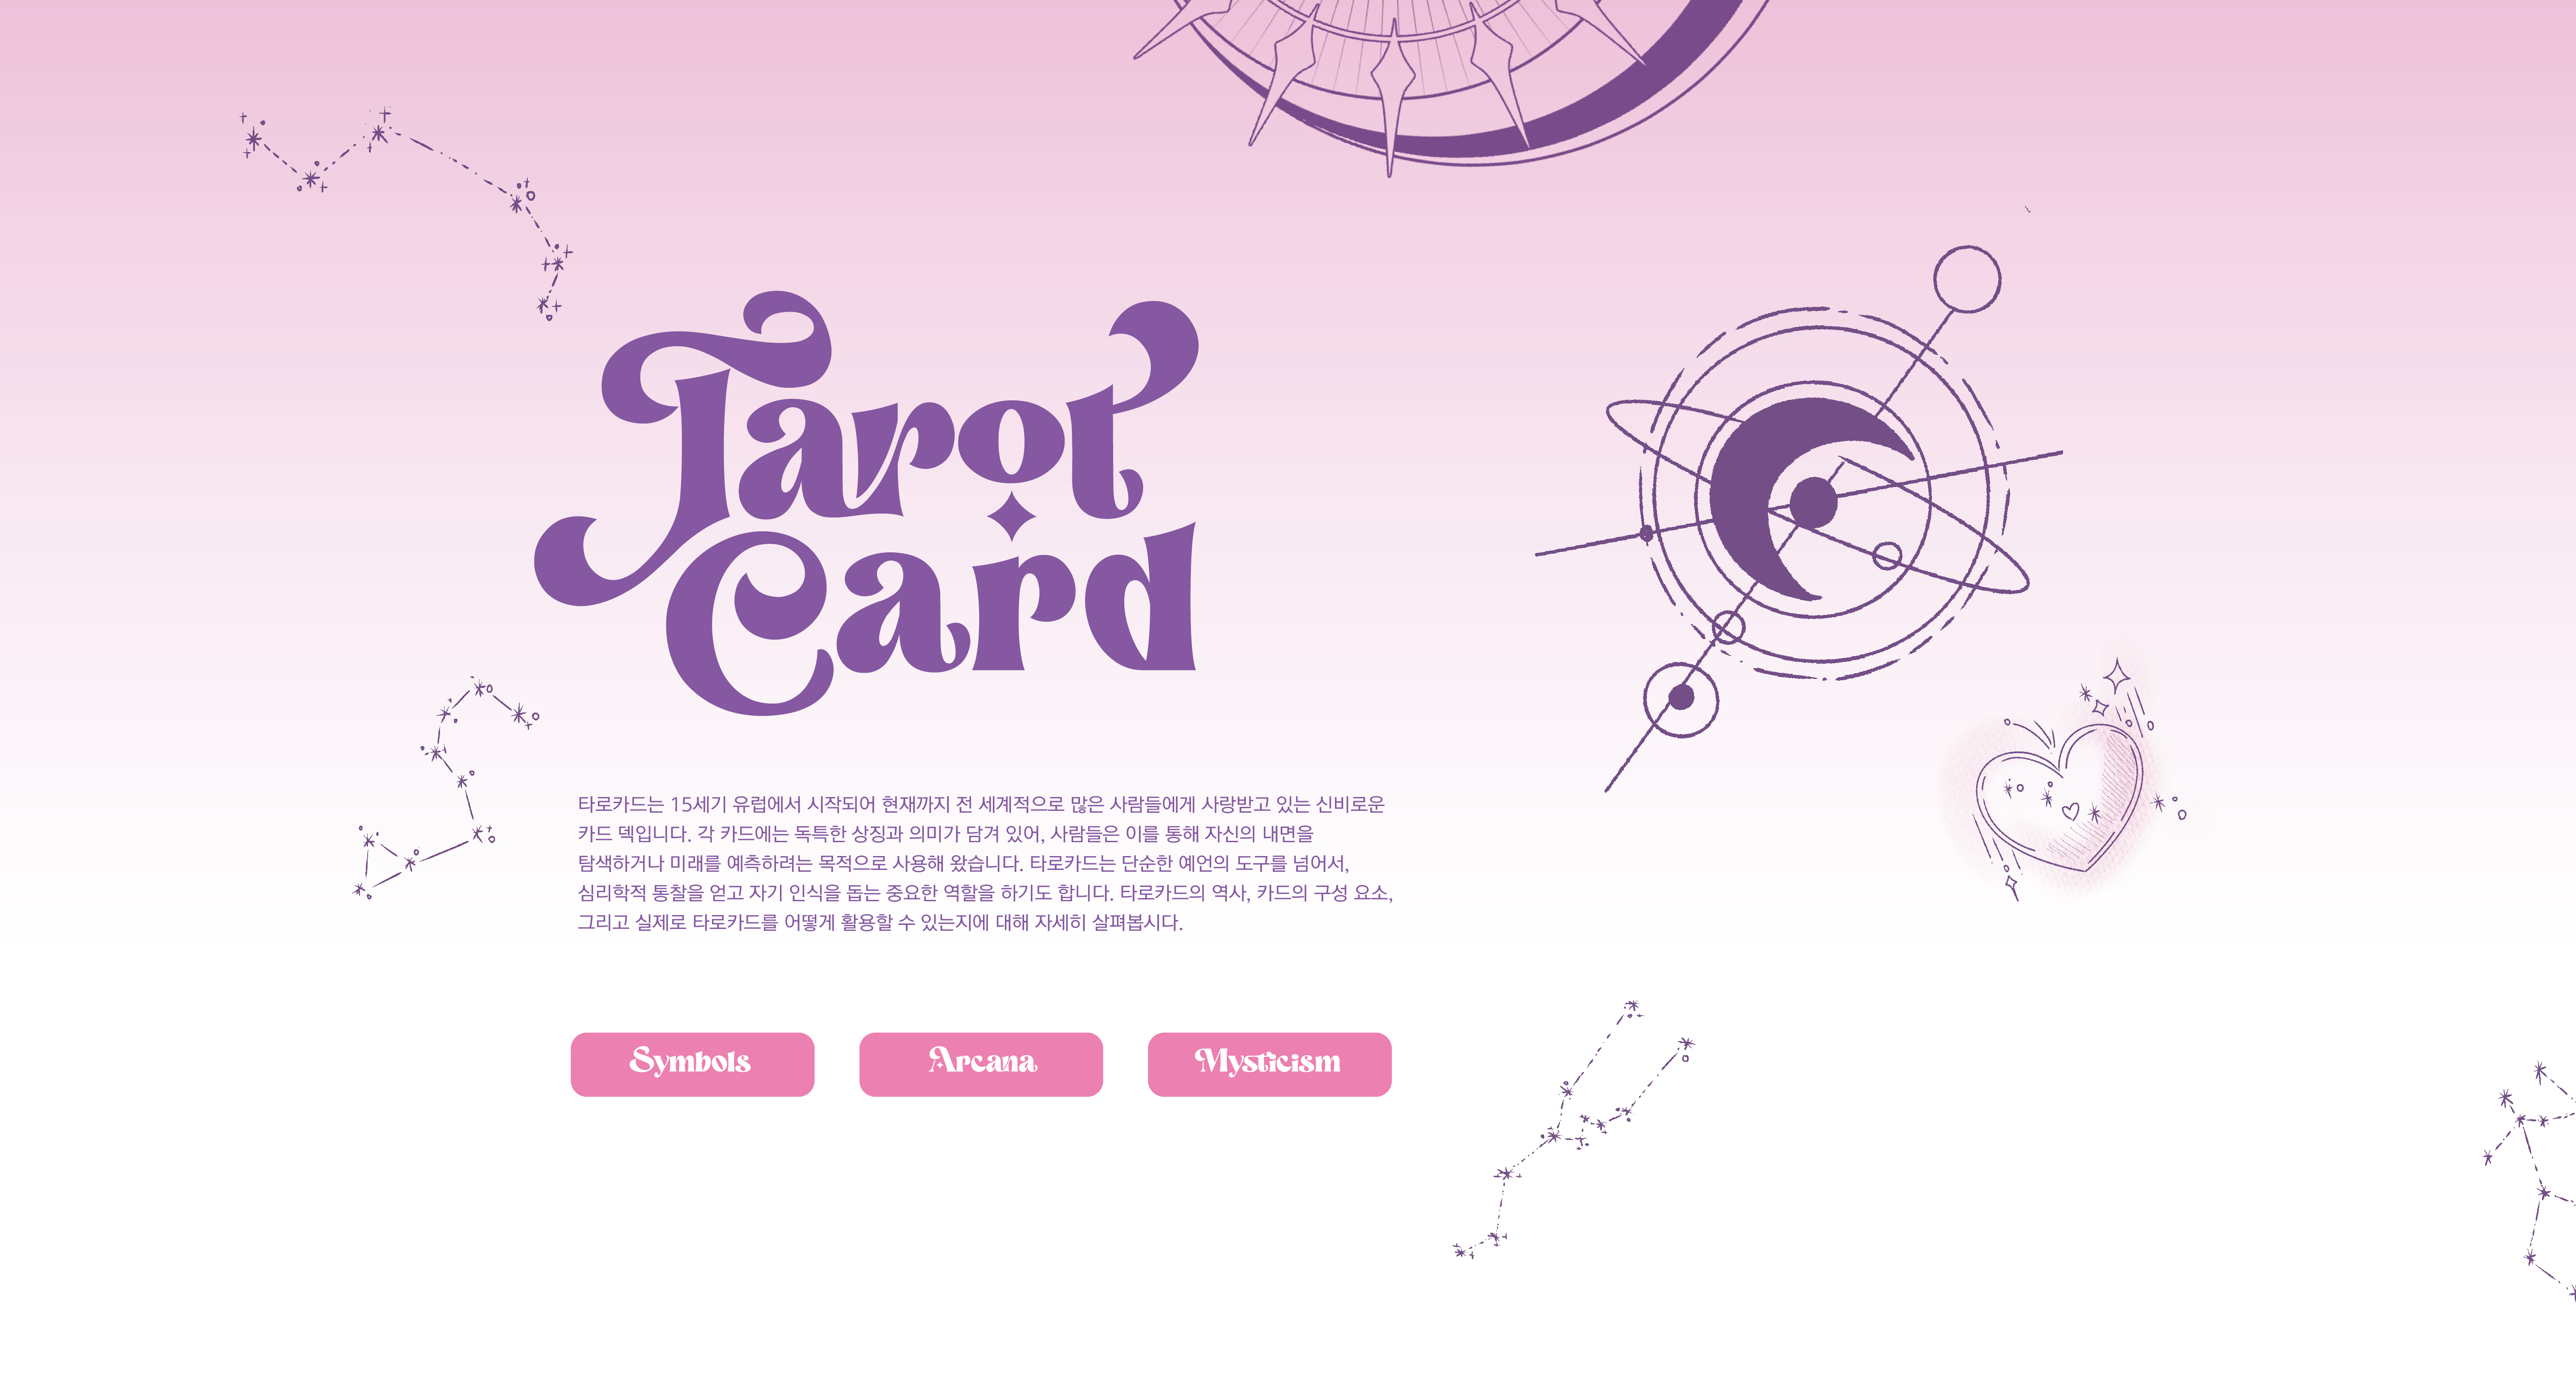 Tarot
Card
타로카드는 15세기 유럽에서 시작되어 현재까지 전 세계적으로 많은 사람들에게 사랑받고 있는 신비로운
카드 덱입니다. 각 카드에는 독특한 상징과 의미가 담겨 있어, 사람들은 이를 통해 자신의 내면을
탐색하거나 미래를 예측하려는 목적으로 사용해 왔습니다. 타로카드는 단순한 예언의 도구를 넘어서,
심리학적 통찰을 얻고 자기 인식을 돕는 중요한 역할을 하기도 합니다. 타로카드의 역사, 카드의 구성 요소,
그리고 실제로 타로카드를 어떻게 활용할 수 있는지에 대해 자세히 살펴봅시다.
Symbols
Arcana
Mysticism